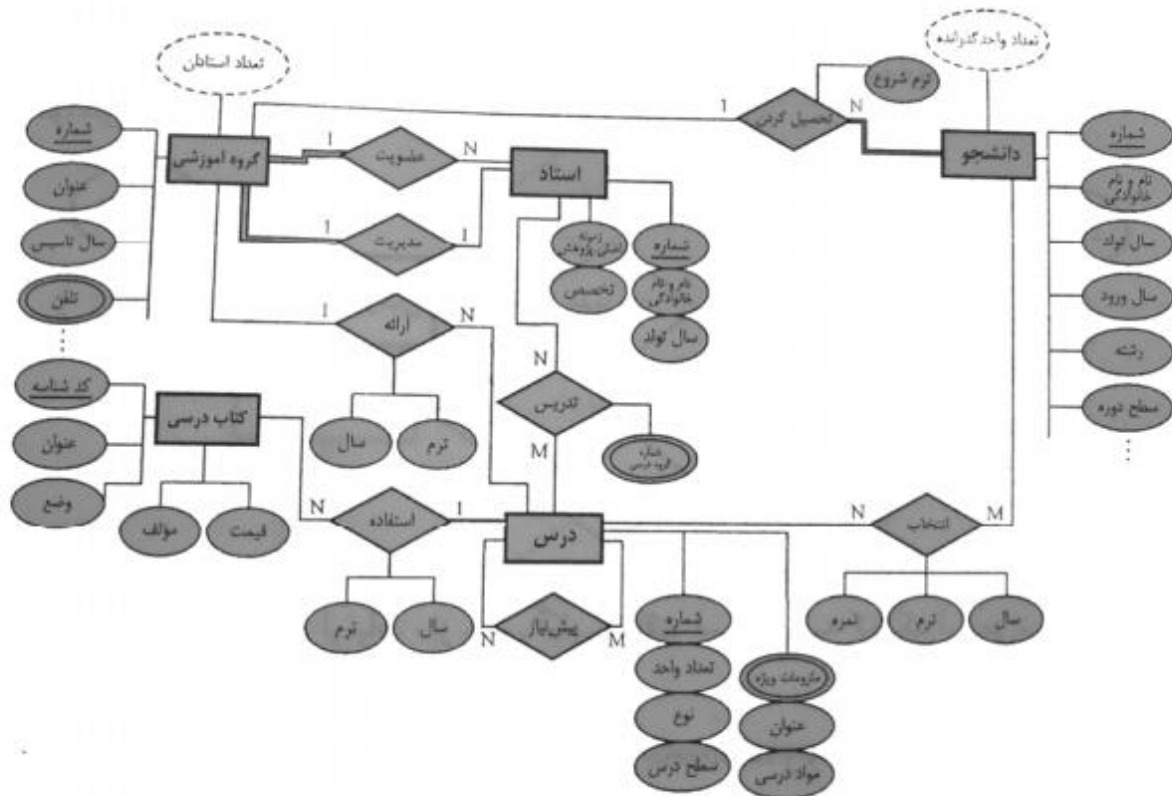 تعداد واحد گذرانده
تعداد استادان
ترم شروع
شماره
تحصیل کردن
N
1
دانشجو
شماره
گروه آموزشی
1
عضویت
N
استاد
عنوان
نام و نام
خانوادگی
سال تاسیس
1
مدیریت
1
زمینه
اصلی پژوهش
شماره
سال تولد
تلفن
تخصص
نام و نام
خانوادگی
سال ورود
1
ارائه
N
سال تولد
رشته
کد شناسه
کتاب درسی
N
تدریس
سطح دوره
عنوان
سال
ترم
M
شماره
گروه درسی
وضع
مؤلف
قیمت
N
استفاده
1
درس
N
انتخاب
M
ترم
سال
N
پیش‌نیاز
M
شماره
نمره
ترم
سال
تعداد واحد
ملزومات ویژه
نوع
عنوان
سطح درس
مواد درسی